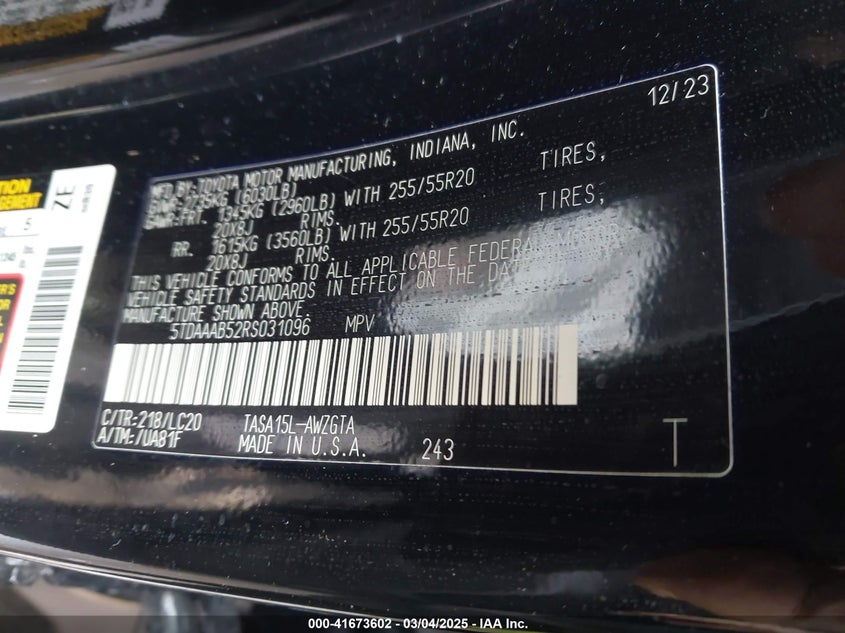 12/23
MFD.BY:TOYOTA MOTOR MANUFACTURING, INDIANA, INC.
GVWR:2735KG (6030LB)
GAWR:FRT. 1345KG (2960LB) WITH 255/55R20 TIRES,
20X8J RIMS.
RR. 1615KG (3560LB) WITH 255/55R20 TIRES,
20X8J RIMS.
THIS VEHICLE CONFORMS TO ALL APPLICABLE FEDERAL MOTOR
VEHICLE SAFETY STANDARDS IN EFFECT ON THE DATE OF
MANUFACTURE SHOWN ABOVE.
5TDAAAB52RS031096 MPV
C/TR:218/LC20 TASA15L-AWZGTA
A/TM:/UA81F MADE IN U.S.A. 243 T
ZE
5
000-41673602 - 03/04/2025 - IAA Inc.